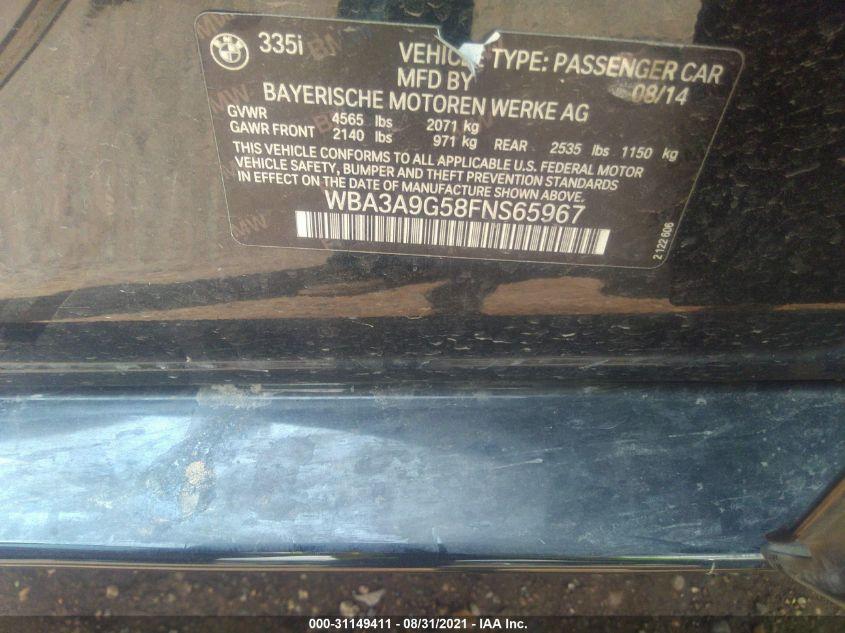 335i
VEHICLE TYPE: PASSENGER CAR
MFD BY 08/14
BAYERISCHE MOTOREN WERKE AG
GVWR 4565 lbs 2071 kg
GAWR FRONT 2140 lbs 971 kg REAR 2535 lbs 1150 kg
THIS VEHICLE CONFORMS TO ALL APPLICABLE U.S. FEDERAL MOTOR
VEHICLE SAFETY, BUMPER AND THEFT PREVENTION STANDARDS
IN EFFECT ON THE DATE OF MANUFACTURE SHOWN ABOVE.
WBA3A9G58FNS65967
2 122 606
000-31149411 - 08/31/2021 - IAA Inc.